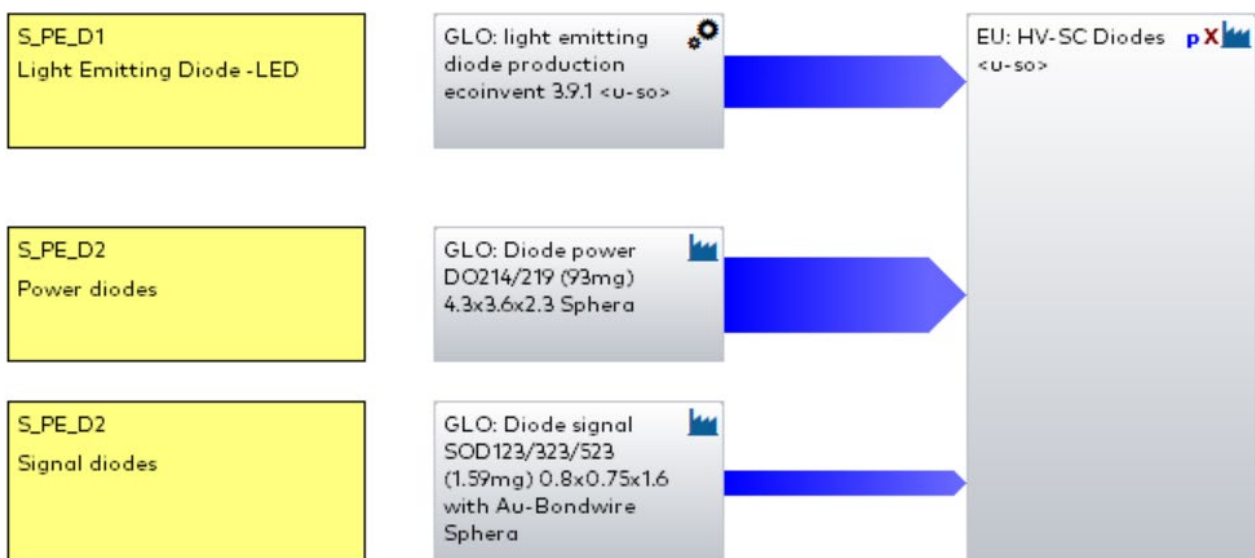 S_PE_D1
Light Emitting Diode -LED
GLO: light emitting
diode production
ecoinvent 3.9.1 <u-so>
EU: HV-SC Diodes pX
<u-so>
S_PE_D2
Power diodes
GLO: Diode power
DO214/219 (93mg)
4.3x3.6x2.3 Sphera
S_PE_D2
Signal diodes
GLO: Diode signal
SOD123/323/523
(1.59mg) 0.8x0.75x1.6
with Au-Bondwire
Sphera